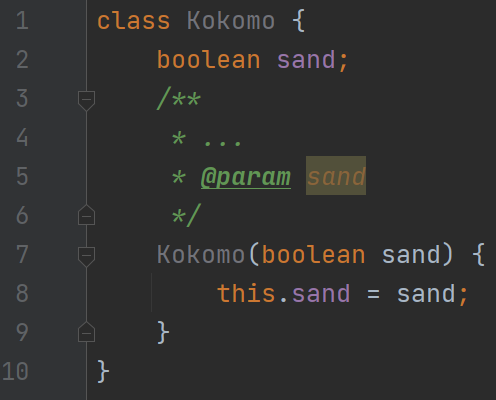 1 class Kokomo {
2     boolean sand;
3     /**
4      * ...
5      * @param sand
6      */
7     Kokomo(boolean sand) {
8         this.sand = sand;
9     }
10 }